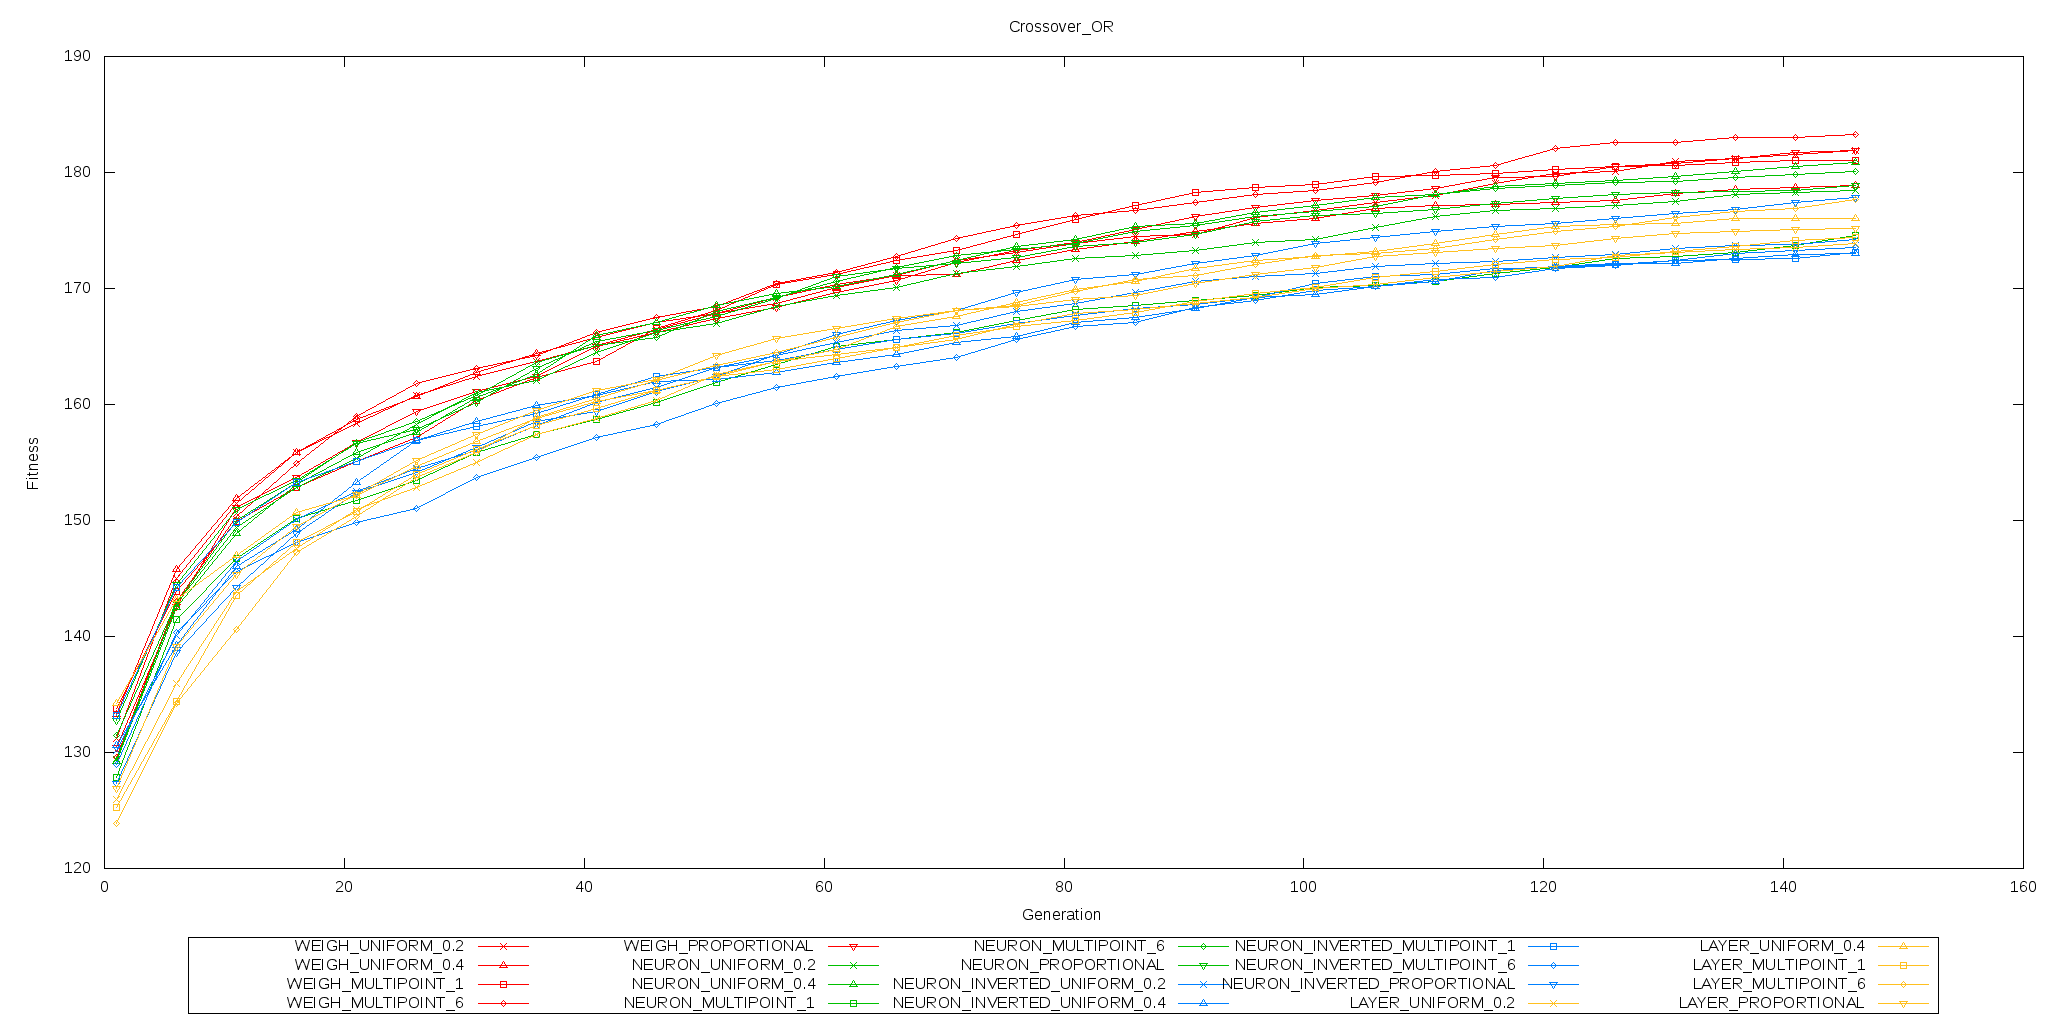 Crossover_OR
190
180
170
160
150
140
130
120
Fitness
0 20 40 60 80 100 120 140 160
Generation
WEIGH_UNIFORM_0.2 WEIGH_PROPORTIONAL NEURON_MULTIPOINT_6 NEURON_INVERTED_MULTIPOINT_1 LAYER_UNIFORM_0.4
WEIGH_UNIFORM_0.4 NEURON_UNIFORM_0.2 NEURON_PROPORTIONAL NEURON_INVERTED_MULTIPOINT_6 LAYER_MULTIPOINT_1
WEIGH_MULTIPOINT_1 NEURON_UNIFORM_0.4 NEURON_INVERTED_UNIFORM_0.2 NEURON_INVERTED_PROPORTIONAL LAYER_MULTIPOINT_6
WEIGH_MULTIPOINT_6 NEURON_MULTIPOINT_1 NEURON_INVERTED_UNIFORM_0.4 LAYER_UNIFORM_0.2 LAYER_PROPORTIONAL